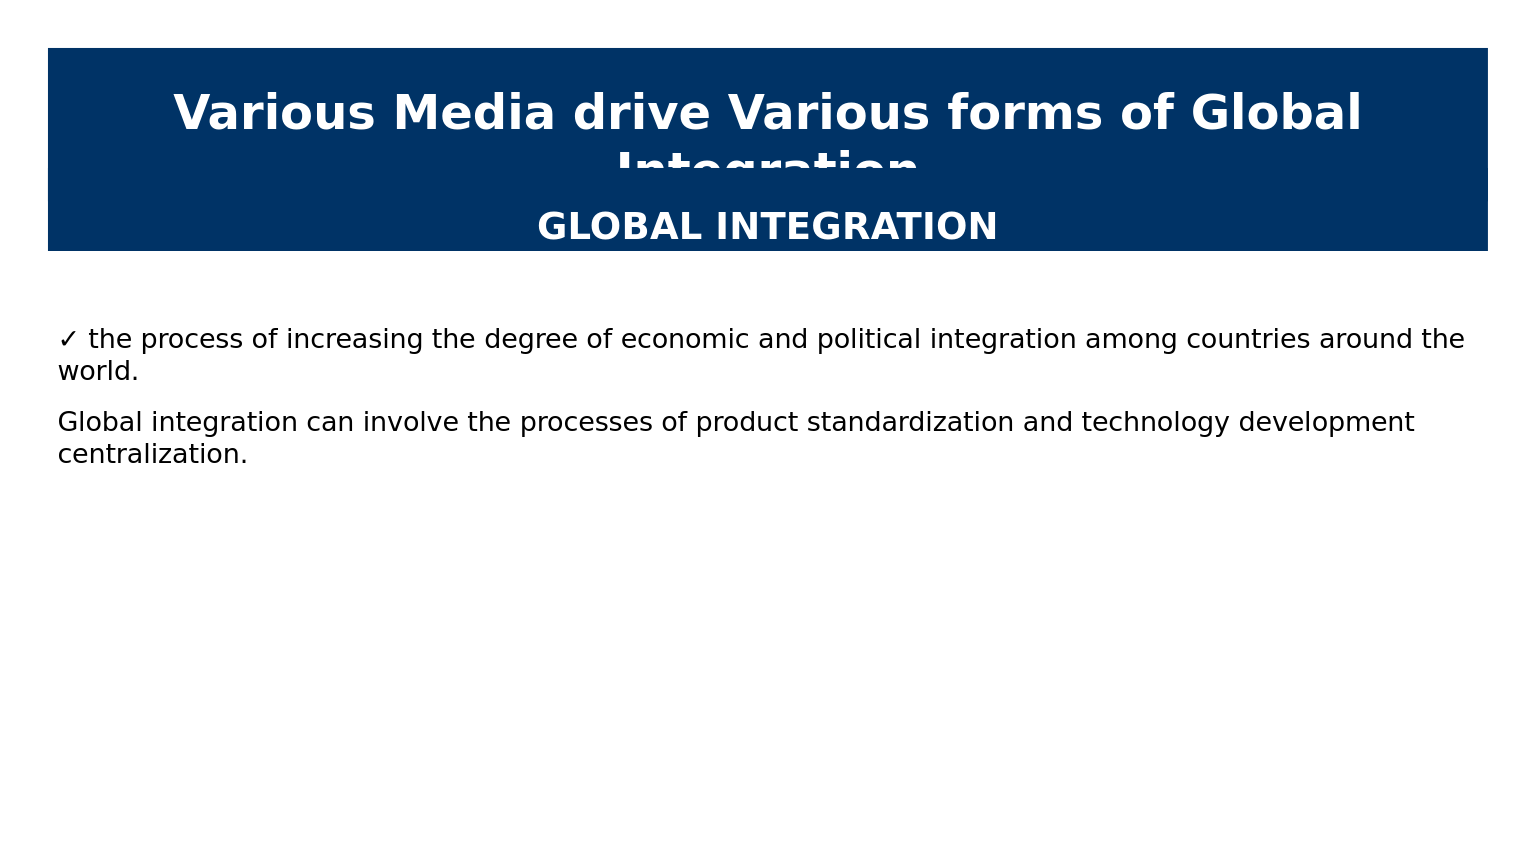 Various Media drive Various forms of Global
Integration
GLOBAL INTEGRATION
✓ the process of increasing the degree of economic and political integration among countries around the
world.
Global integration can involve the processes of product standardization and technology development
centralization.